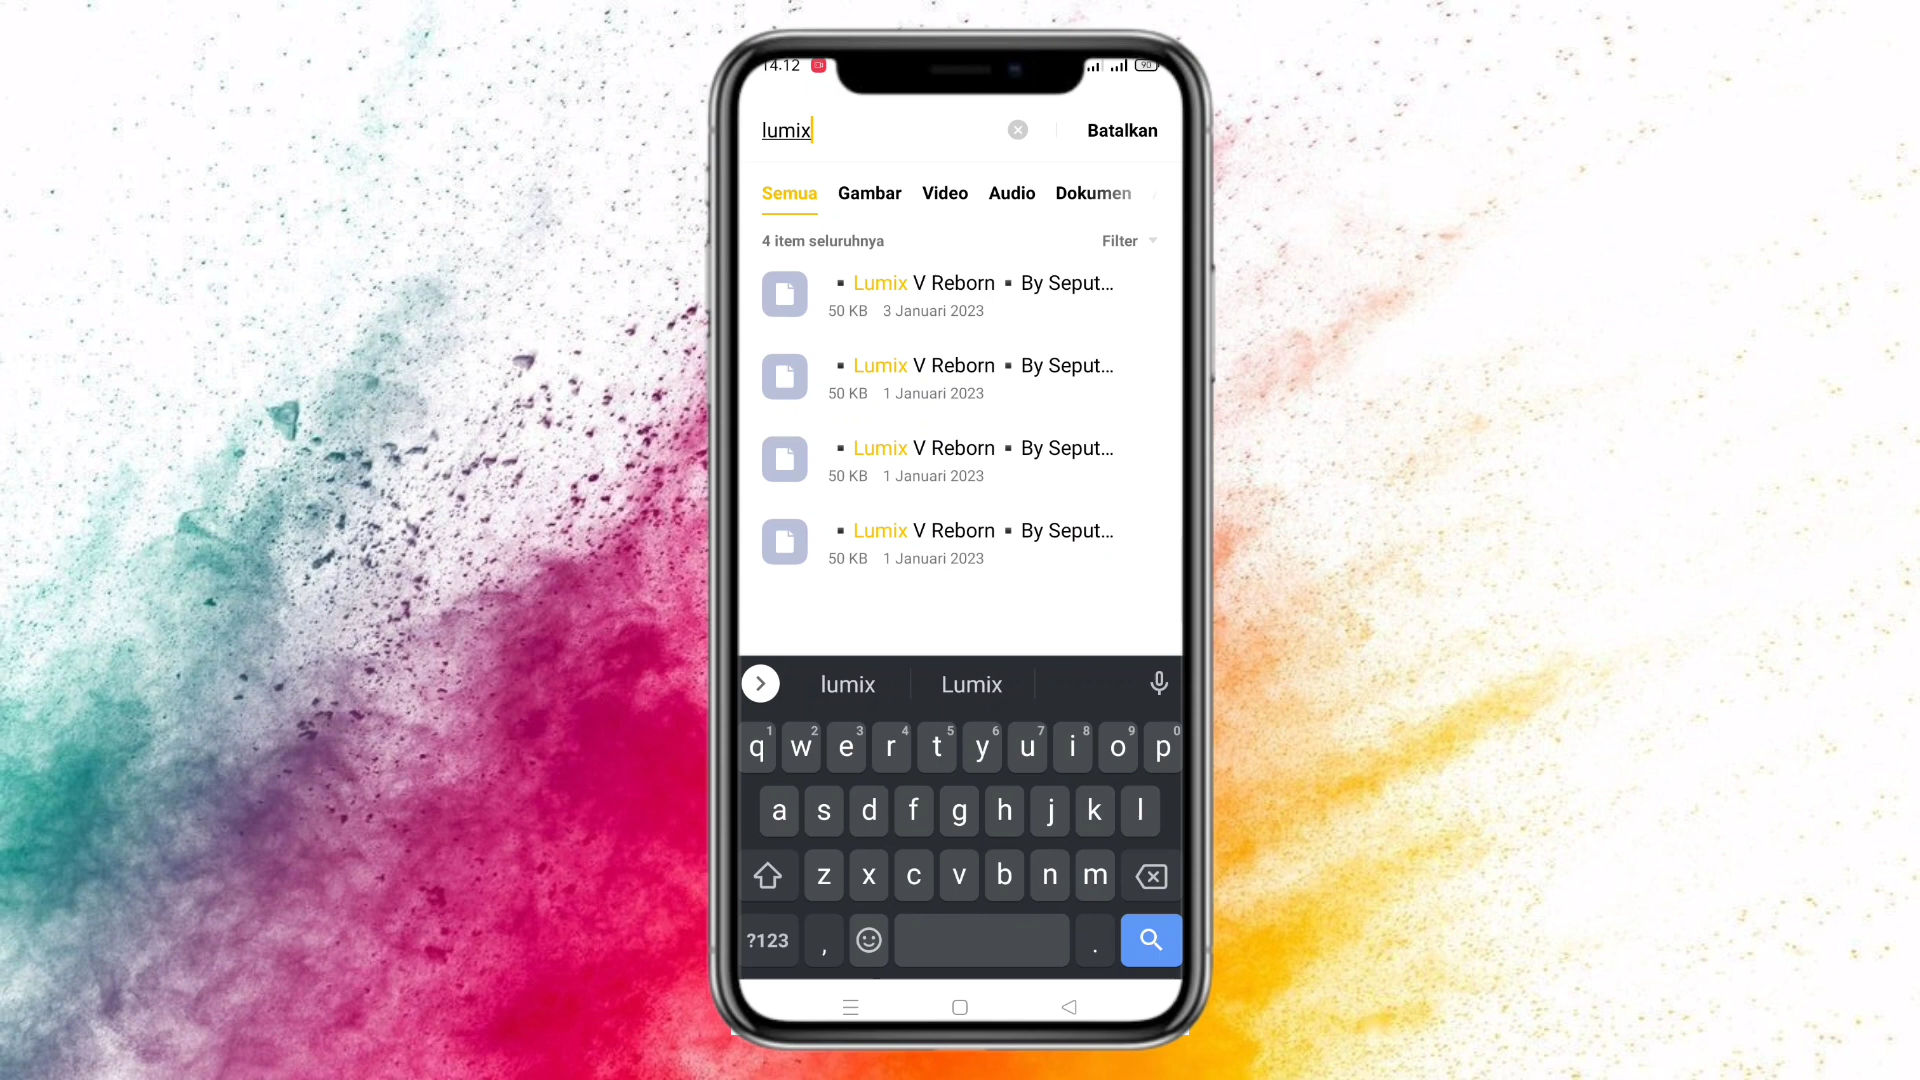 14.12 90
lumix Batalkan
Semua Gambar Video Audio Dokumen
4 item seluruhnya Filter
▪ Lumix V Reborn ▪ By Seput...
50 KB 3 Januari 2023
▪ Lumix V Reborn ▪ By Seput...
50 KB 1 Januari 2023
▪ Lumix V Reborn ▪ By Seput...
50 KB 1 Januari 2023
▪ Lumix V Reborn ▪ By Seput...
50 KB 1 Januari 2023
lumix Lumix
q1 w2 e3 r4 t5 y6 u7 i8 o9 p0
a s d f g h j k l
z x c v b n m
?123 , .